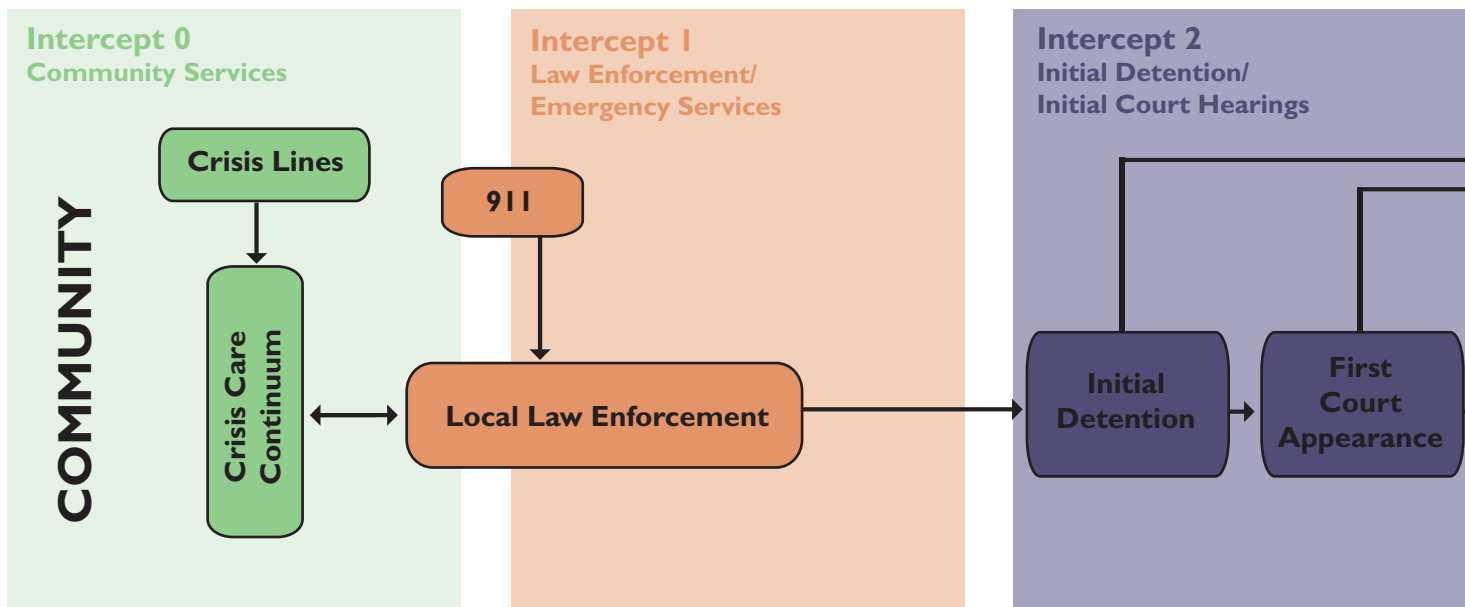 Intercept 0
Community Services
Intercept 1
Law Enforcement/
Emergency Services
Intercept 2
Initial Detention/
Initial Court Hearings
COMMUNITY
Crisis Lines
911
Crisis Care
Continuum
Local Law Enforcement
Initial
Detention
First
Court
Appearance